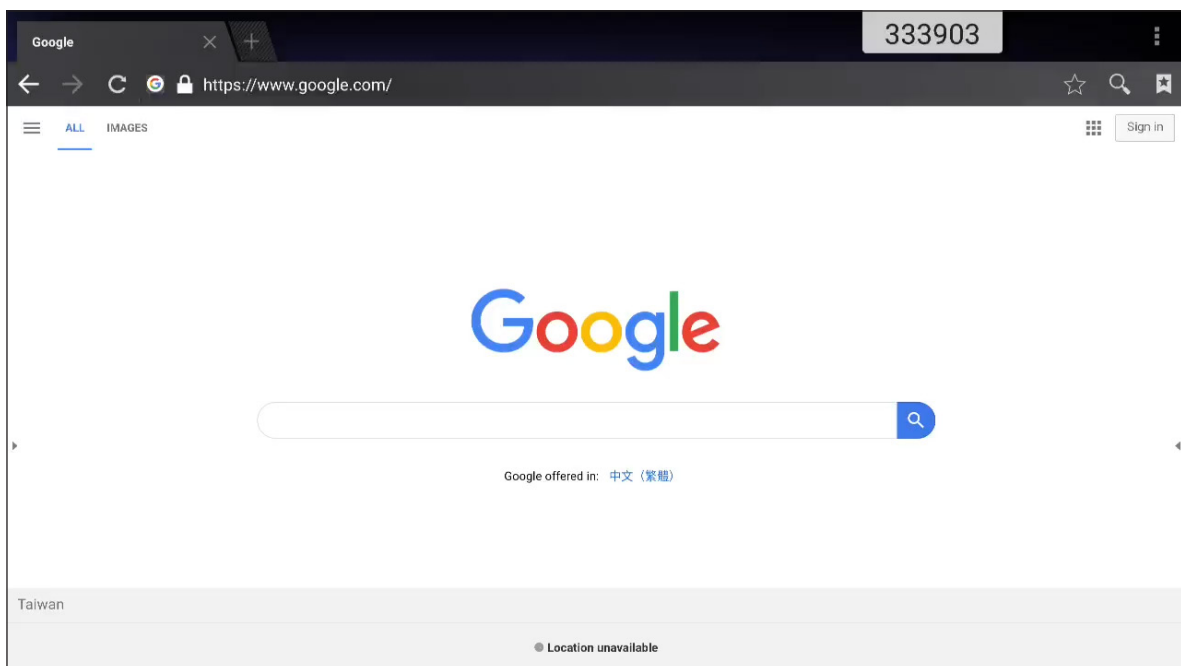 Google
333903
https://www.google.com/
ALL IMAGES
Sign in
Google
Google offered in: 中文（繁體）
Taiwan
Location unavailable